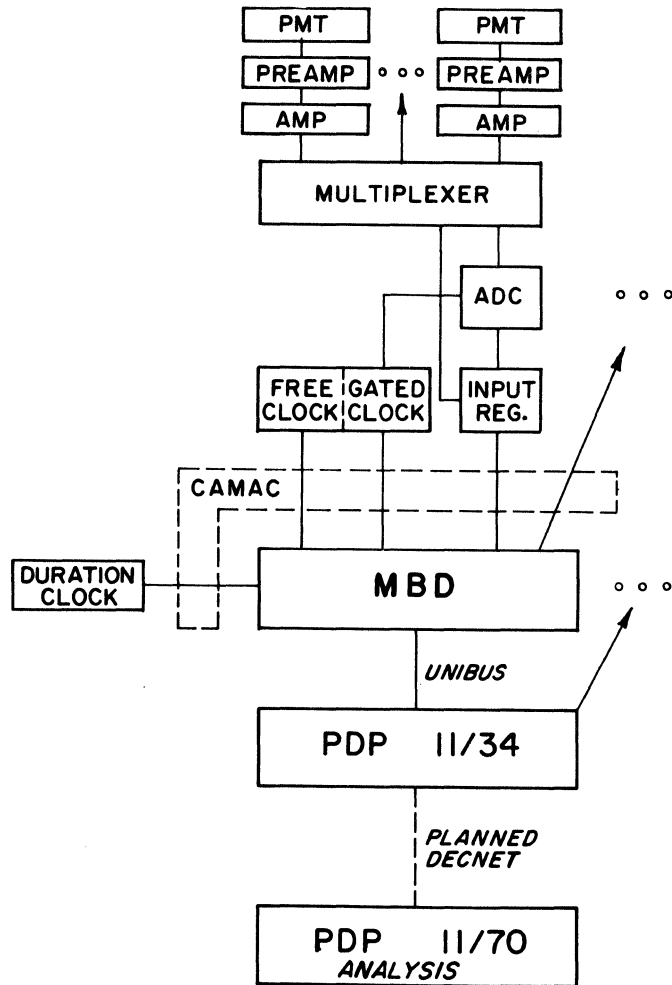 PMT PMT
PREAMP PREAMP
AMP AMP
MULTIPLEXER
ADC
FREE CLOCK
GATED CLOCK
INPUT REG.
CAMAC
DURATION CLOCK
MBD
UNIBUS
PDP 11/34
PLANNED
DECNET
PDP 11/70
ANALYSIS